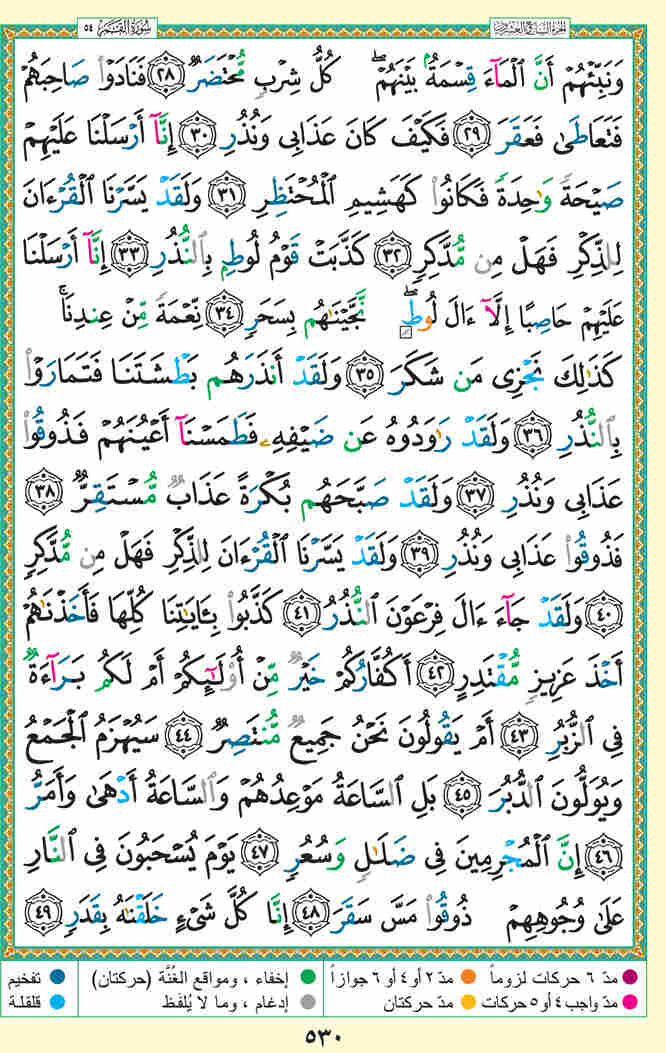 الجزء السابع والعشرون
سورة القمر ٥٤
وَنَبِّئْهُمْ أَنَّ ٱلْمَآءَ قِسْمَةٌۢ بَيْنَهُمْ ۖ كُلُّ شِرْبٍ مُّحْتَضَرٌ ٢٨ فَنَادَوْا۟ صَاحِبَهُمْ
فَتَعَاطَىٰ فَعَقَرَ ٢٩ فَكَيْفَ كَانَ عَذَابِى وَنُذُرِ ٣٠ إِنَّآ أَرْسَلْنَا عَلَيْهِمْ
صَيْحَةً وَٰحِدَةً فَكَانُوا۟ كَهَشِيمِ ٱلْمُحْتَظِرِ ٣١ وَلَقَدْ يَسَّرْنَا ٱلْقُرْءَانَ
لِلذِّكْرِ فَهَلْ مِن مُّدَّكِرٍ ٣٢ كَذَّبَتْ قَوْمُ لُوطٍۭ بِٱلنُّذُرِ ٣٣ إِنَّآ أَرْسَلْنَا
عَلَيْهِمْ حَاصِبًا إِلَّآ ءَالَ لُوطٍ ۖ نَّجَّيْنَٰهُم بِسَحَرٍ ٣٤ نِّعْمَةً مِّنْ عِندِنَا ۚ
كَذَٰلِكَ نَجْزِى مَن شَكَرَ ٣٥ وَلَقَدْ أَنذَرَهُم بَطْشَتَنَا فَتَمَارَوْا۟
بِٱلنُّذُرِ ٣٦ وَلَقَدْ رَٰوَدُوهُ عَن ضَيْفِهِۦ فَطَمَسْنَآ أَعْيُنَهُمْ فَذُوقُوا۟
عَذَابِى وَنُذُرِ ٣٧ وَلَقَدْ صَبَّحَهُم بُكْرَةً عَذَابٌ مُّسْتَقِرٌّ ٣٨
فَذُوقُوا۟ عَذَابِى وَنُذُرِ ٣٩ وَلَقَدْ يَسَّرْنَا ٱلْقُرْءَانَ لِلذِّكْرِ فَهَلْ مِن مُّدَّكِرٍ
٤٠ وَلَقَدْ جَآءَ ءَالَ فِرْعَوْنَ ٱلنُّذُرُ ٤١ كَذَّبُوا۟ بِـَٔايَٰتِنَا كُلِّهَا فَأَخَذْنَٰهُمْ
أَخْذَ عَزِيزٍ مُّقْتَدِرٍ ٤٢ أَكُفَّارُكُمْ خَيْرٌ مِّنْ أُو۟لَٰٓئِكُمْ أَمْ لَكُم بَرَآءَةٌ
فِى ٱلزُّبُرِ ٤٣ أَمْ يَقُولُونَ نَحْنُ جَمِيعٌ مُّنتَصِرٌ ٤٤ سَيُهْزَمُ ٱلْجَمْعُ
وَيُوَلُّونَ ٱلدُّبُرَ ٤٥ بَلِ ٱلسَّاعَةُ مَوْعِدُهُمْ وَٱلسَّاعَةُ أَدْهَىٰ وَأَمَرُّ
٤٦ إِنَّ ٱلْمُجْرِمِينَ فِى ضَلَٰلٍ وَسُعُرٍ ٤٧ يَوْمَ يُسْحَبُونَ فِى ٱلنَّارِ
عَلَىٰ وُجُوهِهِمْ ذُوقُوا۟ مَسَّ سَقَرَ ٤٨ إِنَّا كُلَّ شَىْءٍ خَلَقْنَٰهُ بِقَدَرٍ ٤٩
مدّ ٦ حركات لزوماً مدّ ٢ أو ٤ أو ٦ جوازاً إخفاء ، ومواقع الغُنَّة (حركتان) تفخيم
مدّ واجب ٤ أو ٥ حركات مدّ حركتان إدغام ، وما لا يُلفَظ قلقلة
٥٣٠